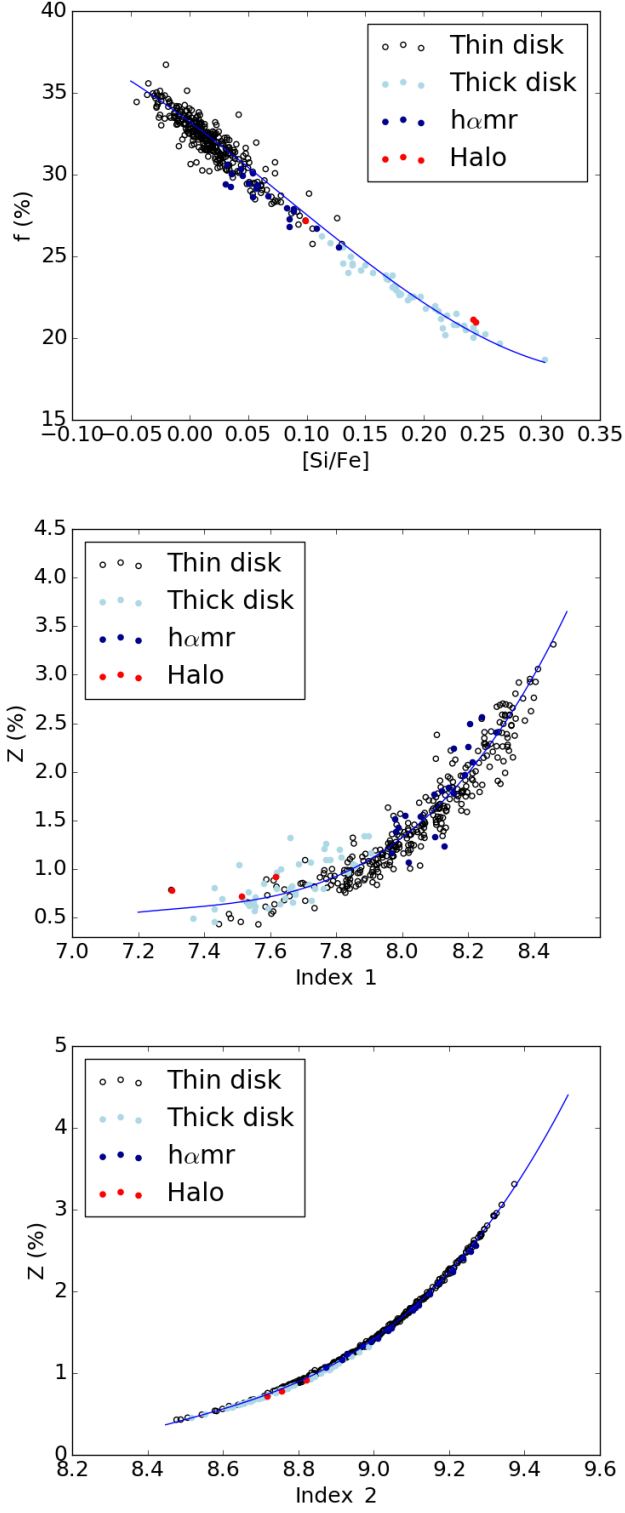 40
35
30
25
20
15
f (%)
Thin disk
Thick disk
hαmr
Halo
−0.10 −0.05 0.00 0.05 0.10 0.15 0.20 0.25 0.30 0.35
[Si/Fe]
4.5
4.0
3.5
3.0
2.5
2.0
1.5
1.0
0.5
Z (%)
Thin disk
Thick disk
hαmr
Halo
7.0 7.2 7.4 7.6 7.8 8.0 8.2 8.4
Index 1
5
4
3
2
1
0
Z (%)
Thin disk
Thick disk
hαmr
Halo
8.2 8.4 8.6 8.8 9.0 9.2 9.4 9.6
Index 2